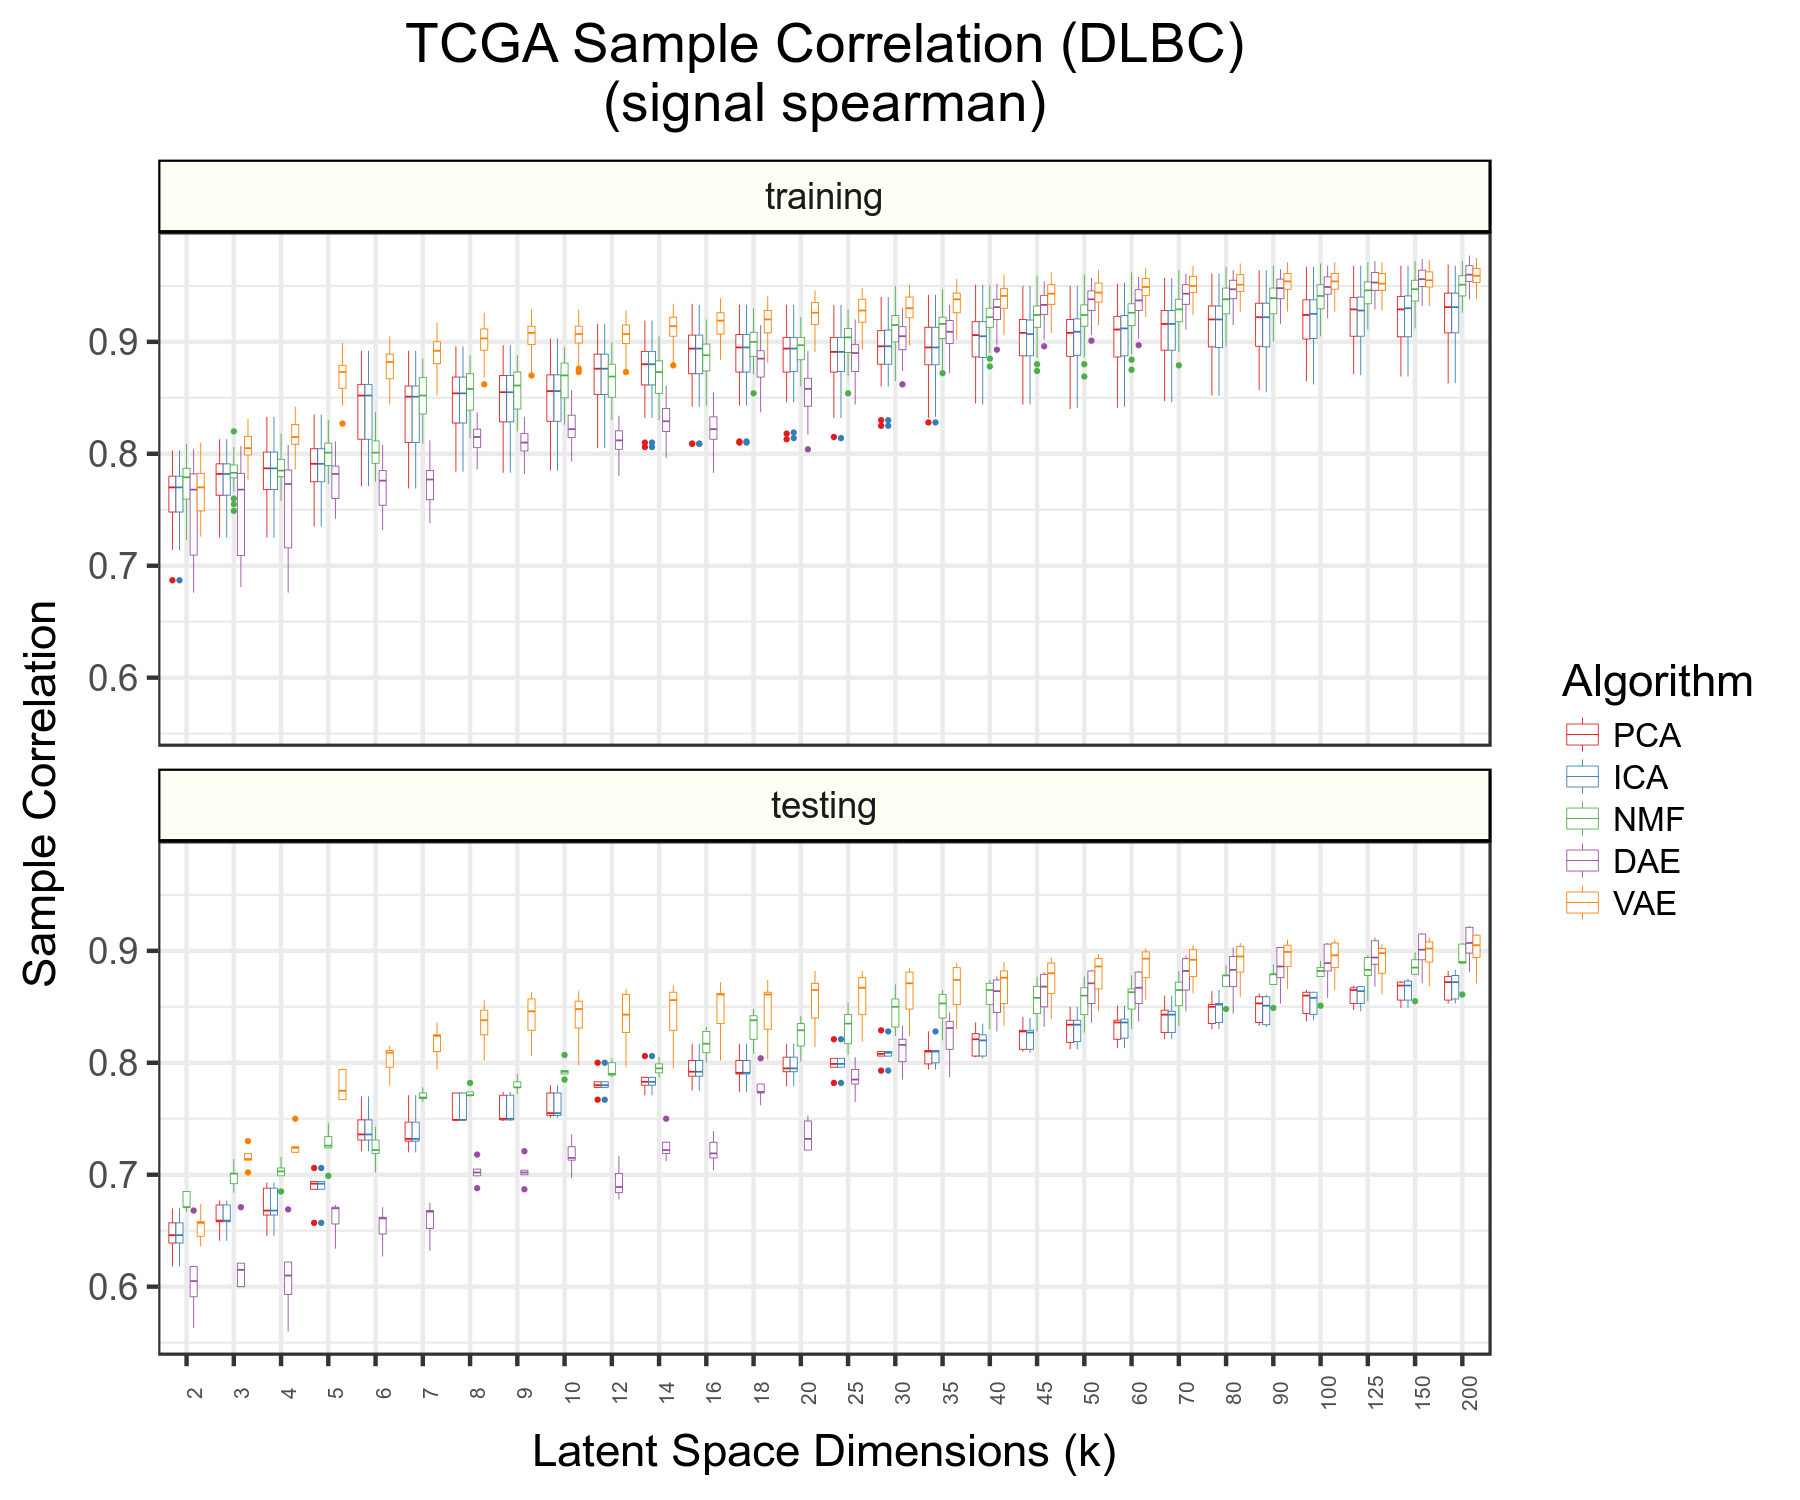 TCGA Sample Correlation (DLBC)
(signal spearman)
training
0.9
0.8
0.7
0.6
Sample Correlation
testing
0.9
0.8
0.7
0.6
2 3 4 5 6 7 8 9 10 12 14 16 18 20 25 30 35 40 45 50 60 70 80 90 100 125 150 200
Latent Space Dimensions (k)
Algorithm
PCA
ICA
NMF
DAE
VAE